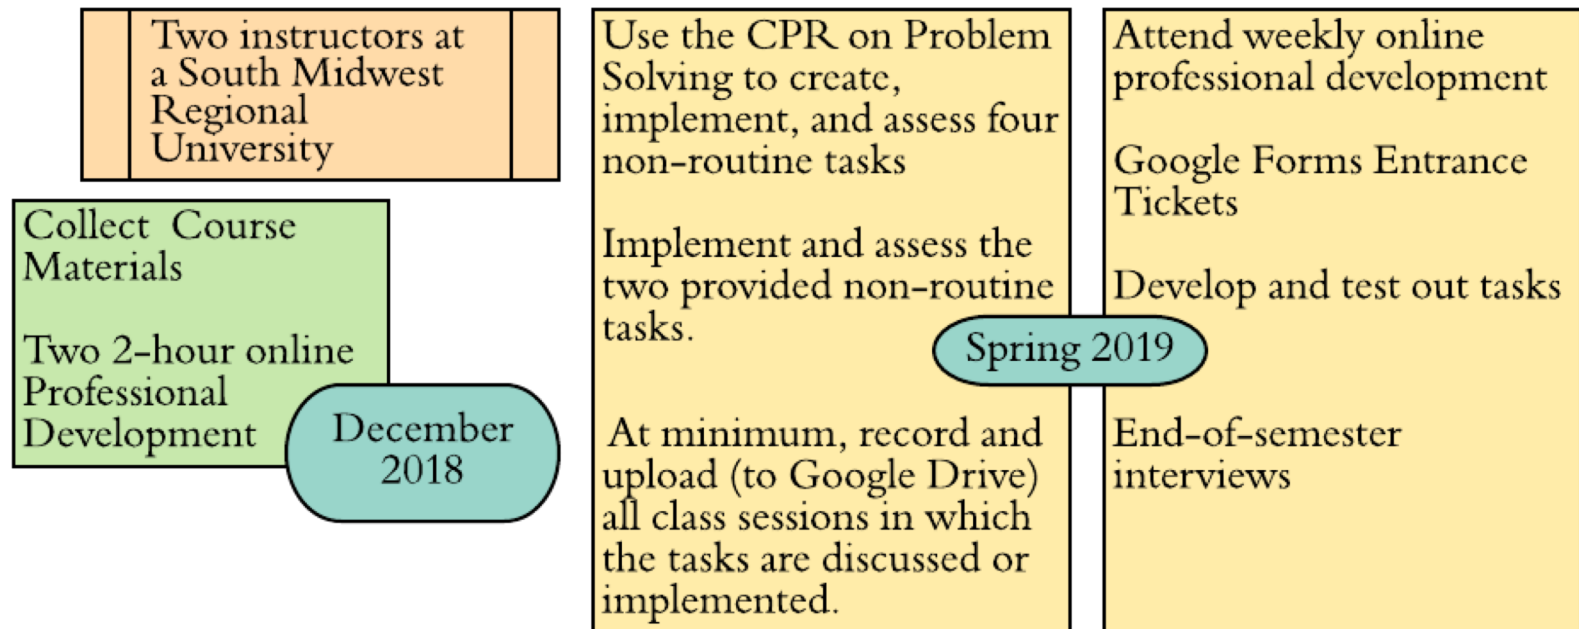 Two instructors at
a South Midwest
Regional
University
Collect Course
Materials
Two 2-hour online
Professional
Development
December
2018
Use the CPR on Problem
Solving to create,
implement, and assess four
non-routine tasks
Implement and assess the
two provided non-routine
tasks.
At minimum, record and
upload (to Google Drive)
all class sessions in which
the tasks are discussed or
implemented.
Spring 2019
Attend weekly online
professional development
Google Forms Entrance
Tickets
Develop and test out tasks
End-of-semester
interviews